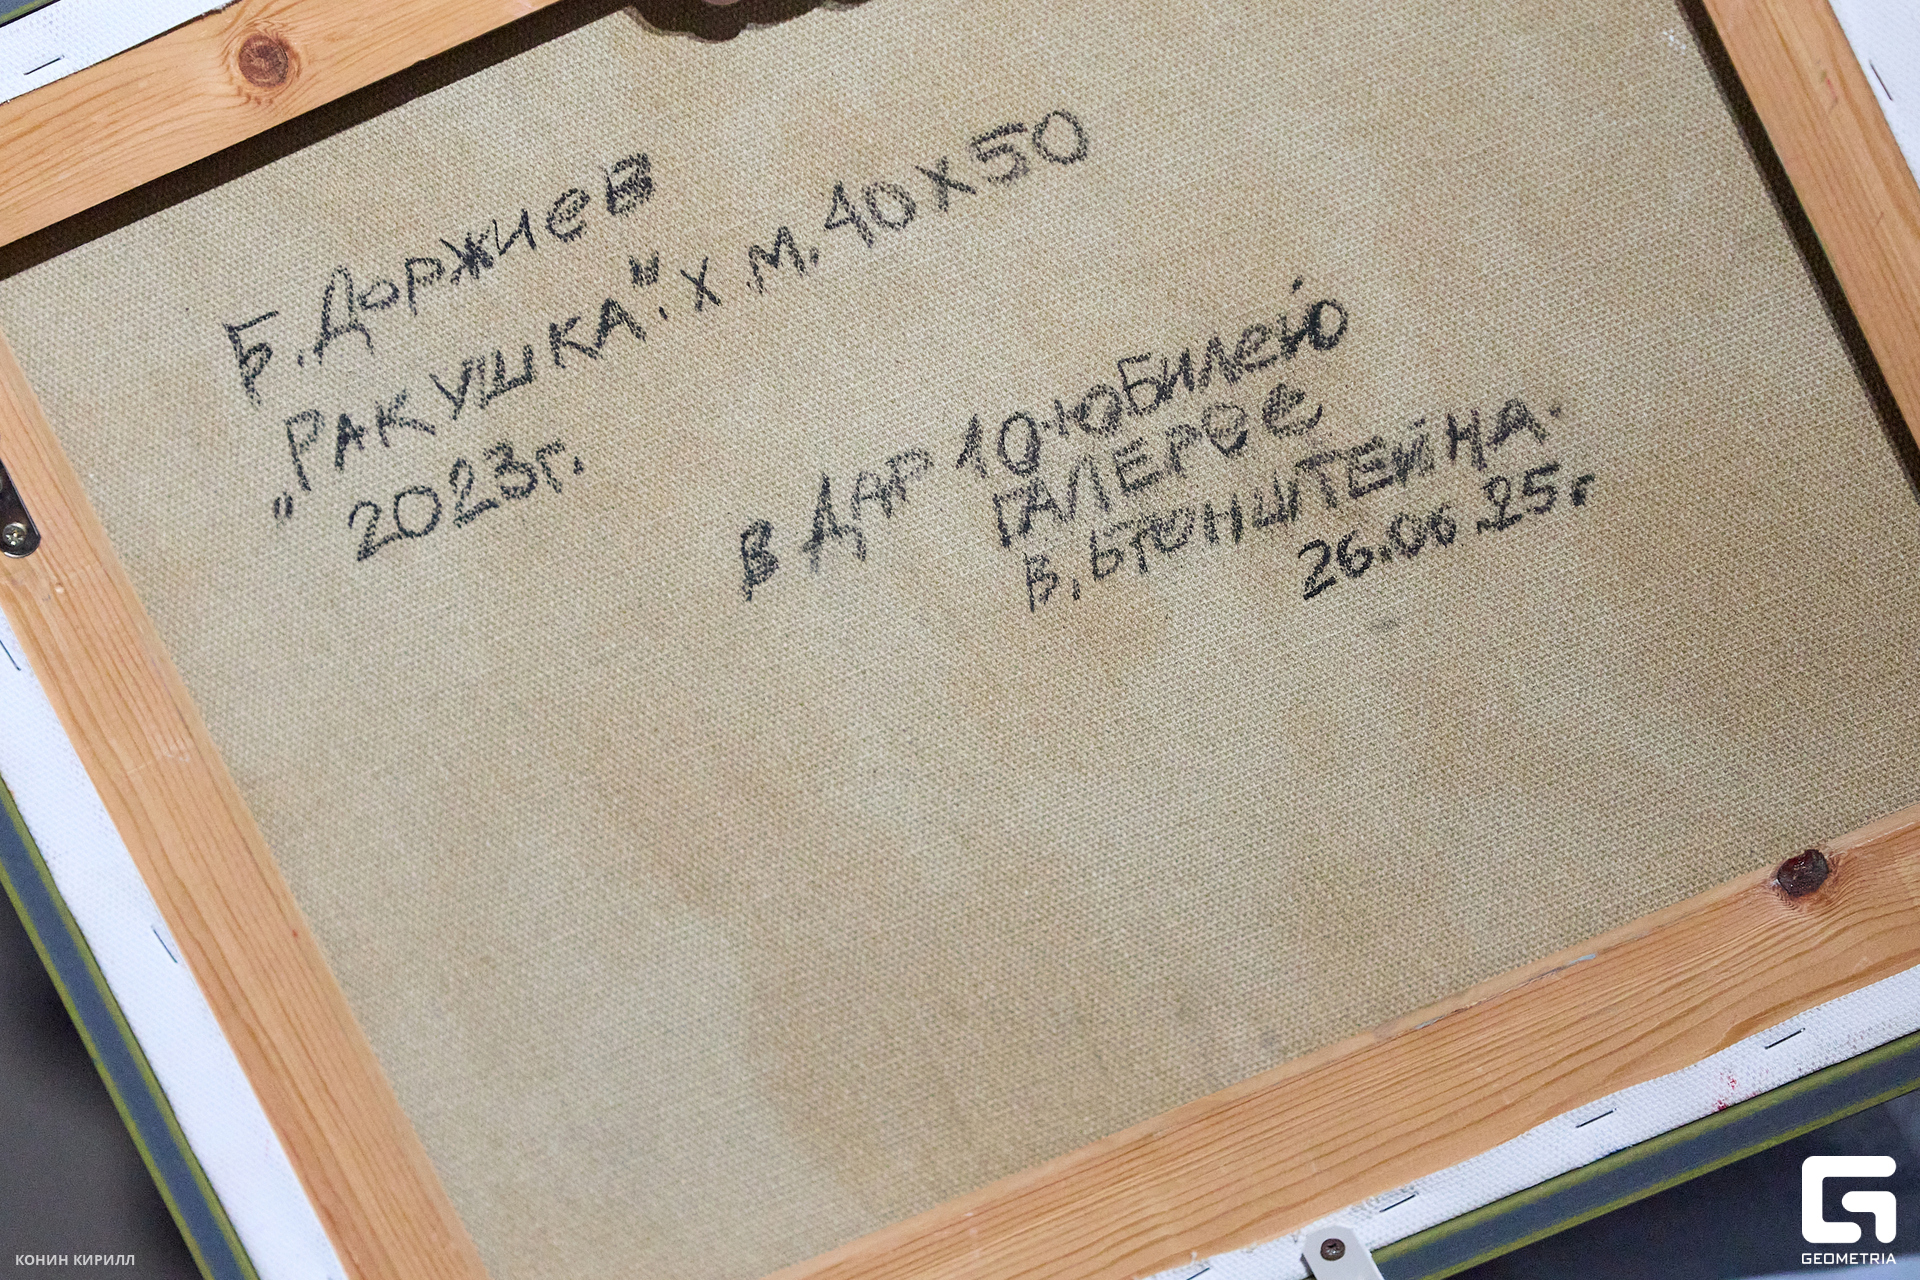 Б. Доржиев
„РАКУШКА“. х.м. 40х50
2023г.
В ДАР 10-ЮБИЛЕЮ
ГАЛЕРЕЕ
В. БРОНШТЕЙНА.
26.06.25г
КОНИН КИРИЛЛ
GEOMETRIA